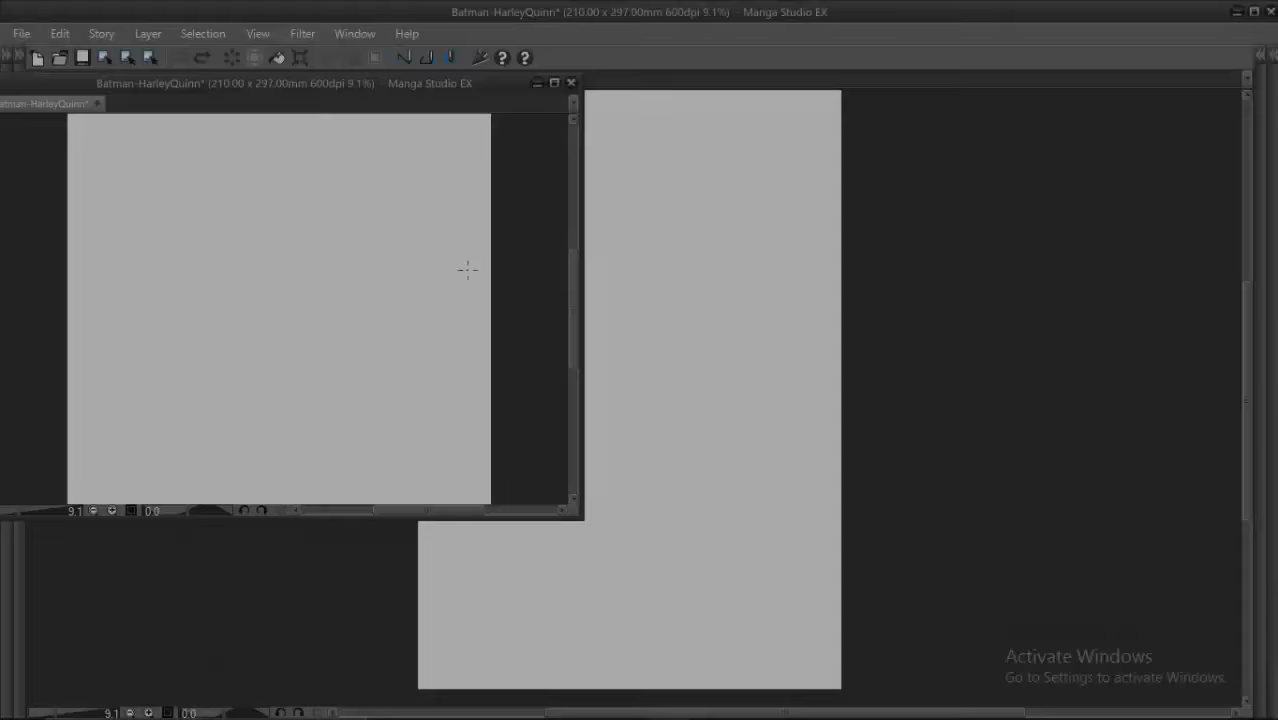 Batman-HarleyQuinn* (210.00 x 297.00mm 600dpi 9.1%) - Manga Studio EX
File Edit Story Layer Selection View Filter Window Help
Batman-HarleyQuinn* (210.00 x 297.00mm 600dpi 9.1%) - Manga Studio EX
atman-HarleyQuinn*
9.1 0.0
Activate Windows
Go to Settings to activate Windows.
9.1 0.0